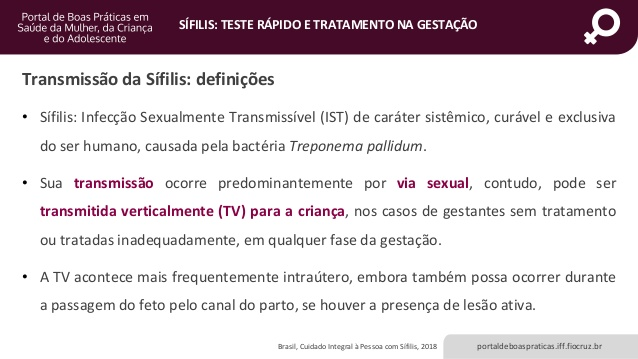 Portal de Boas Práticas em
Saúde da Mulher, da Criança
e do Adolescente
SÍFILIS: TESTE RÁPIDO E TRATAMENTO NA GESTAÇÃO
Transmissão da Sífilis: definições
• Sífilis: Infecção Sexualmente Transmissível (IST) de caráter sistêmico, curável e exclusiva
do ser humano, causada pela bactéria Treponema pallidum.
• Sua transmissão ocorre predominantemente por via sexual, contudo, pode ser
transmitida verticalmente (TV) para a criança, nos casos de gestantes sem tratamento
ou tratadas inadequadamente, em qualquer fase da gestação.
• A TV acontece mais frequentemente intraútero, embora também possa ocorrer durante
a passagem do feto pelo canal do parto, se houver a presença de lesão ativa.
Brasil, Cuidado Integral à Pessoa com Sífilis, 2018
portaldeboaspraticas.iff.fiocruz.br